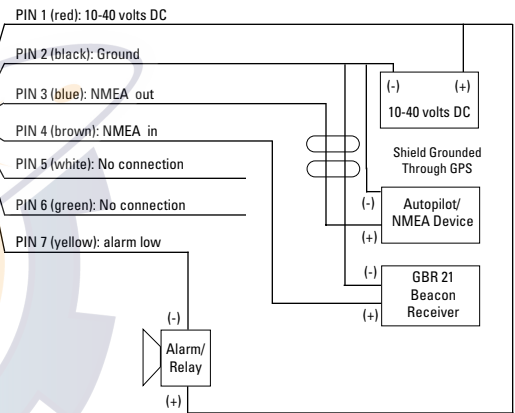 PIN 1 (red): 10-40 volts DC
PIN 2 (black): Ground
PIN 3 (blue): NMEA out
PIN 4 (brown): NMEA in
PIN 5 (white): No connection
PIN 6 (green): No connection
PIN 7 (yellow): alarm low
(-) (+)
10-40 volts DC
Shield Grounded
Through GPS
(-)
Autopilot/
NMEA Device
(+)
(-)
GBR 21
Beacon
Receiver
(+)
(-)
Alarm/
Relay
(+)